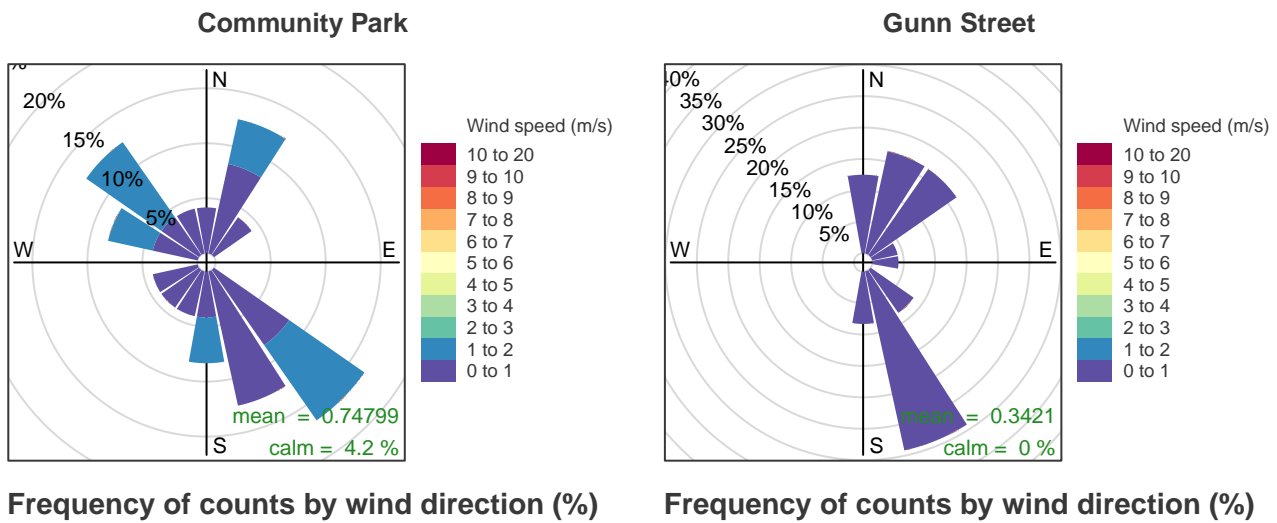 Community Park
%
20%
15%
10%
5%
N
W
E
S
mean = 0.74799
calm = 4.2 %
Wind speed (m/s)
10 to 20
9 to 10
8 to 9
7 to 8
6 to 7
5 to 6
4 to 5
3 to 4
2 to 3
1 to 2
0 to 1
Frequency of counts by wind direction (%)
Gunn Street
40%
35%
30%
25%
20%
15%
10%
5%
N
W
E
S
mean = 0.3421
calm = 0 %
Wind speed (m/s)
10 to 20
9 to 10
8 to 9
7 to 8
6 to 7
5 to 6
4 to 5
3 to 4
2 to 3
1 to 2
0 to 1
Frequency of counts by wind direction (%)